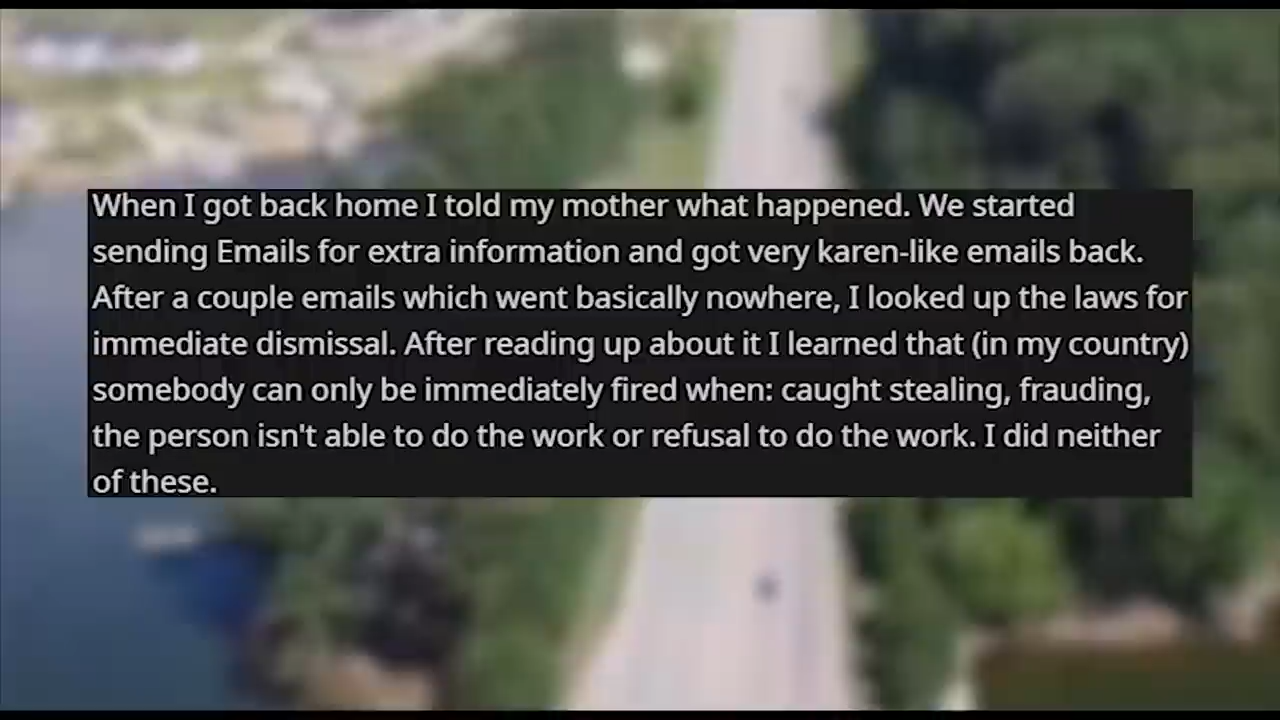 When I got back home I told my mother what happened. We started
sending Emails for extra information and got very karen-like emails back.
After a couple emails which went basically nowhere, I looked up the laws for
immediate dismissal. After reading up about it I learned that (in my country)
somebody can only be immediately fired when: caught stealing, frauding,
the person isn't able to do the work or refusal to do the work. I did neither
of these.